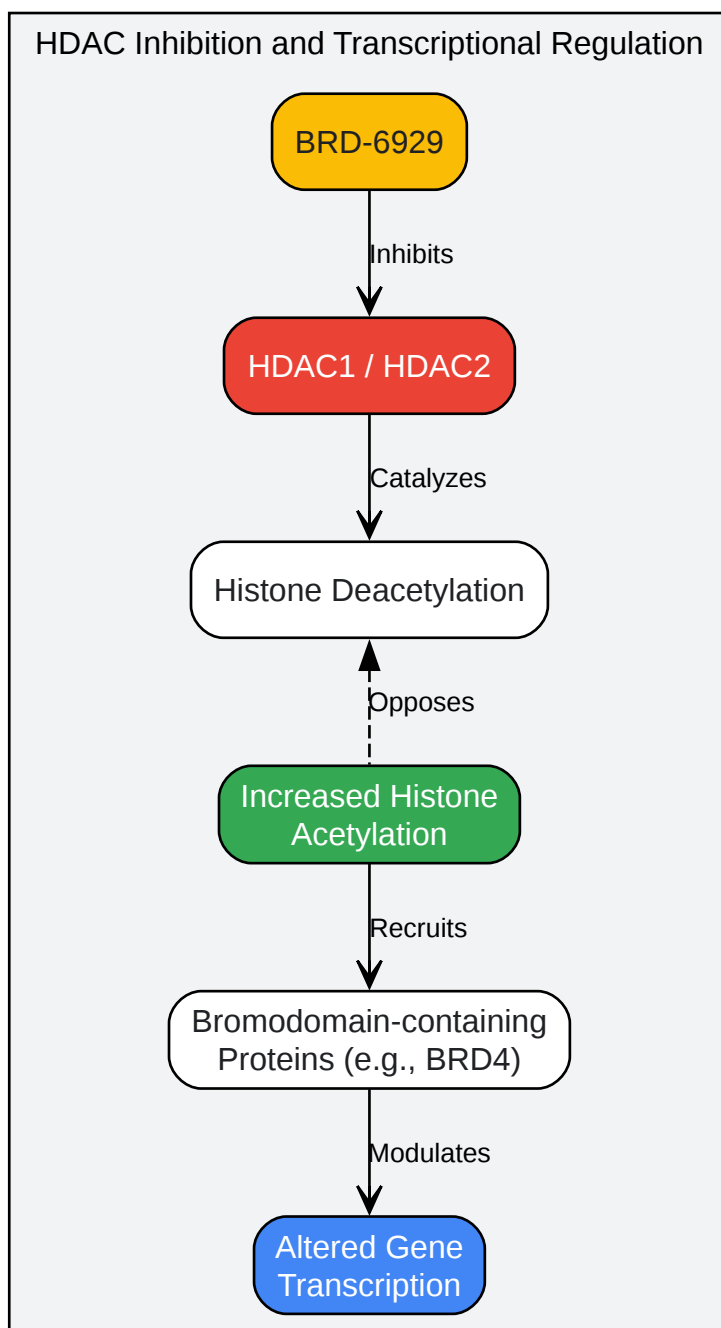 HDAC Inhibition and Transcriptional Regulation
BRD-6929
Inhibits
HDAC1 / HDAC2
Catalyzes
Histone Deacetylation
Opposes
Increased Histone
Acetylation
Recruits
Bromodomain-containing
Proteins (e.g., BRD4)
Modulates
Altered Gene
Transcription